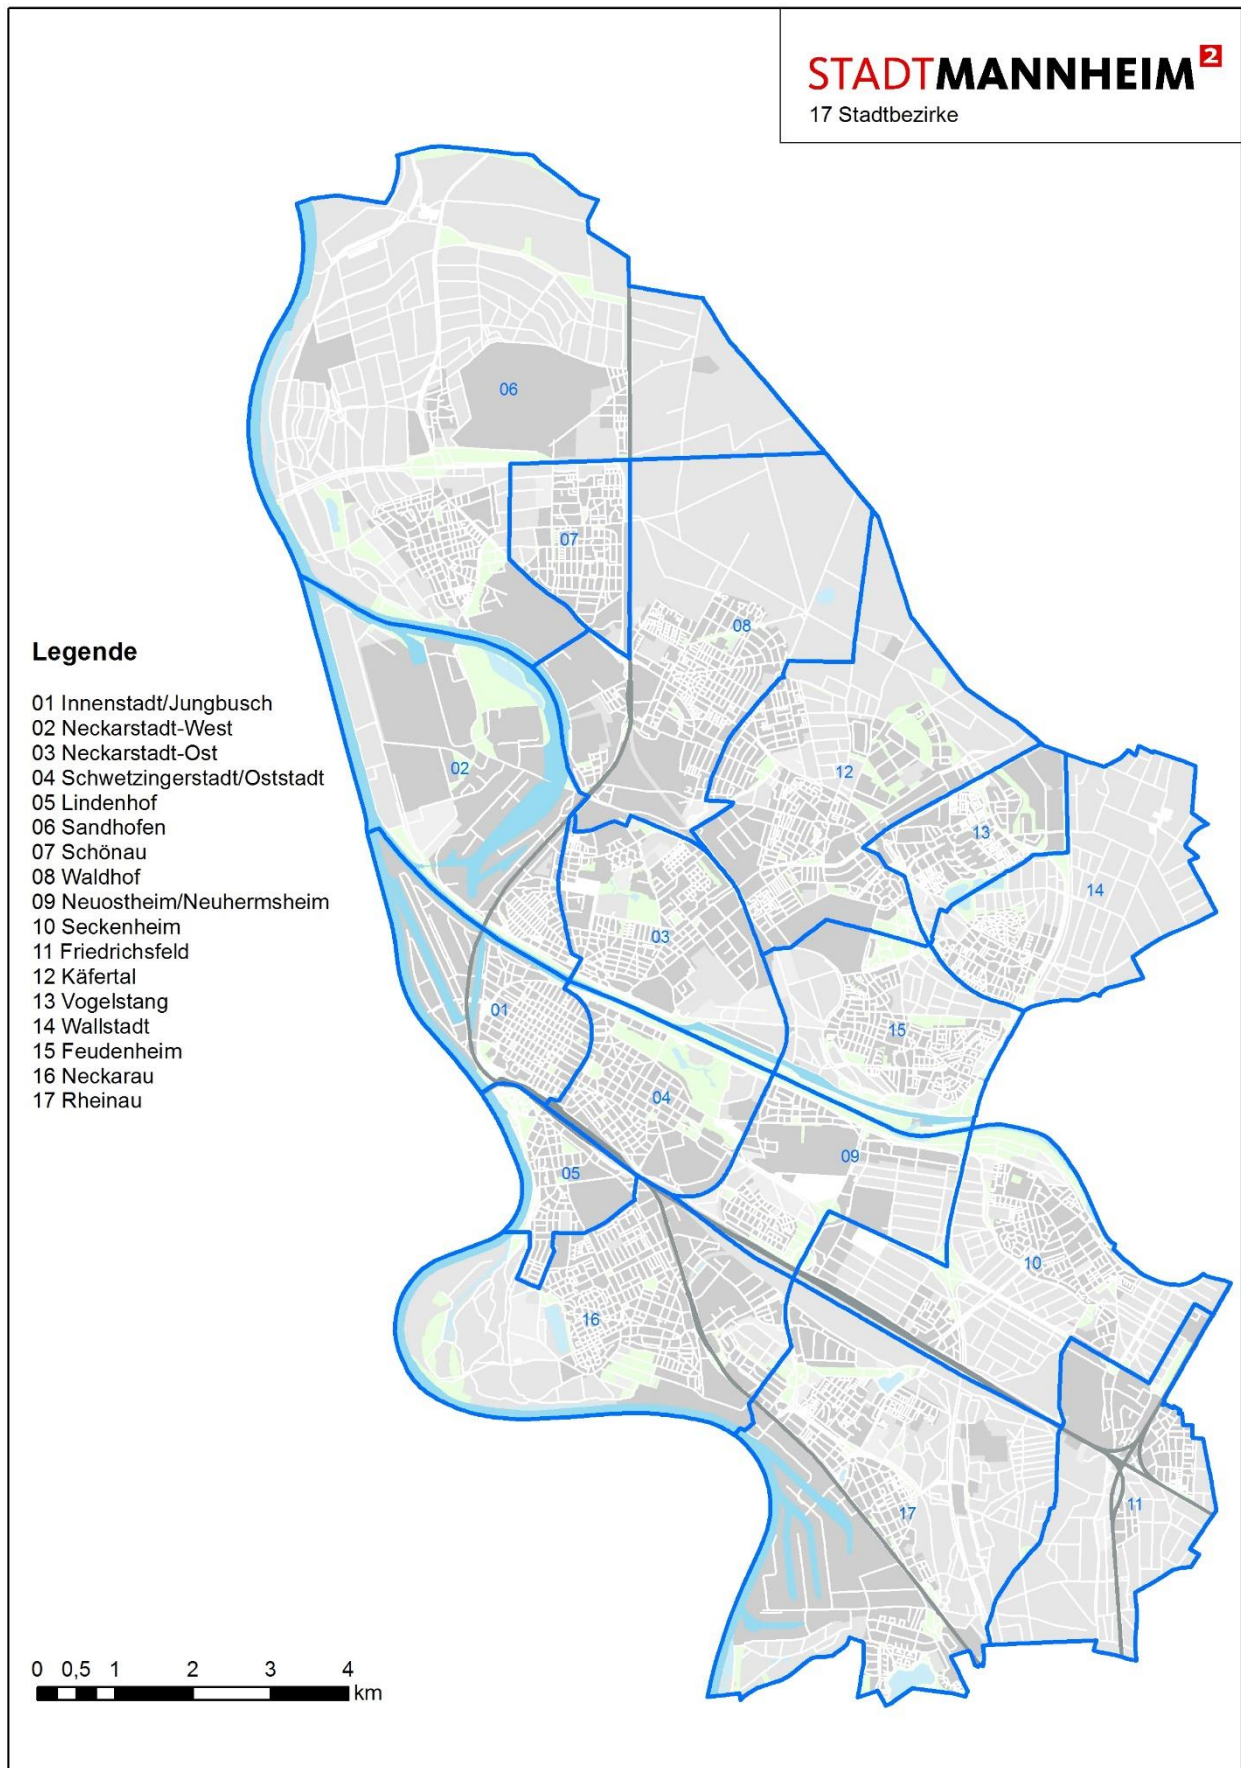 STADTMANNHEIM²
17 Stadtbezirke
06
07
08
02
12
13
14
03
01
15
04
09
05
10
16
17
11
Legende
01 Innenstadt/Jungbusch
02 Neckarstadt-West
03 Neckarstadt-Ost
04 Schwetzingerstadt/Oststadt
05 Lindenhof
06 Sandhofen
07 Schönau
08 Waldhof
09 Neuostheim/Neuhermsheim
10 Seckenheim
11 Friedrichsfeld
12 Käfertal
13 Vogelstang
14 Wallstadt
15 Feudenheim
16 Neckarau
17 Rheinau
0 0,5 1 2 3 4
km